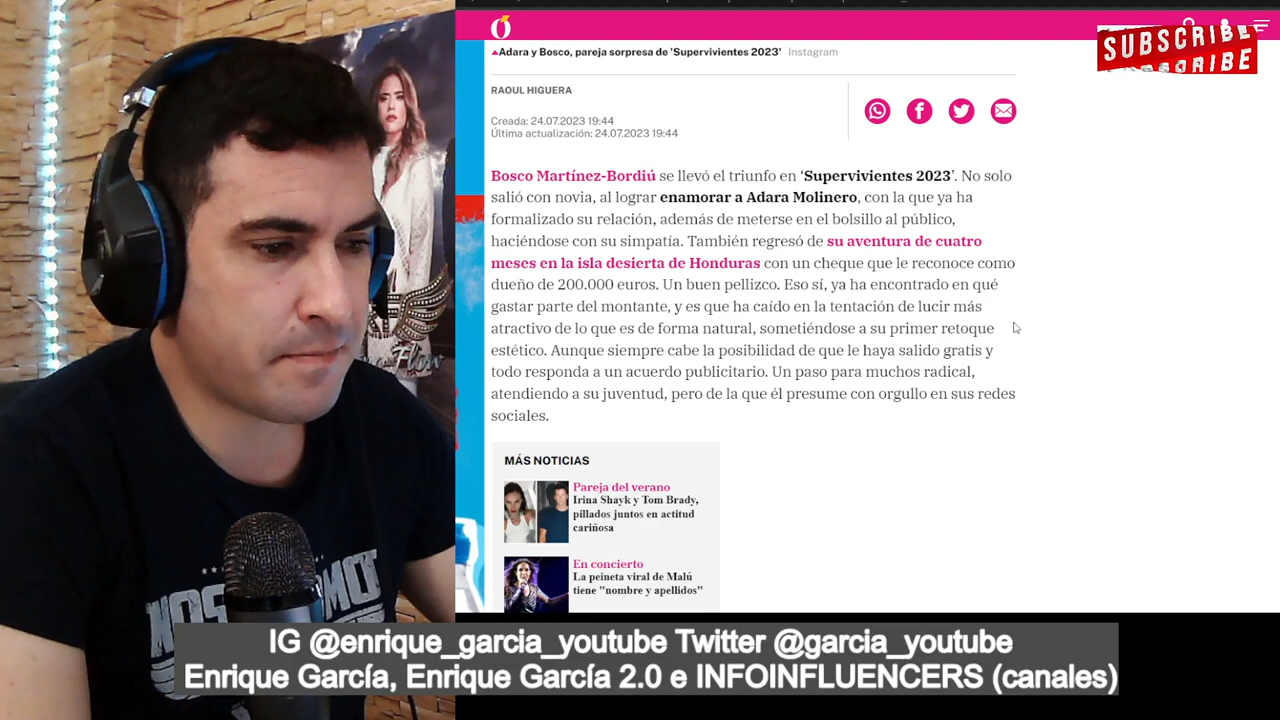 Ó
SUBSCRIBE
SUBSCRIBE
Adara y Bosco, pareja sorpresa de 'Supervivientes 2023' Instagram
RAOUL HIGUERA
Creada: 24.07.2023 19:44
Última actualización: 24.07.2023 19:44
Bosco Martínez-Bordiú se llevó el triunfo en ‘Supervivientes 2023’. No solo
salió con novia, al lograr enamorar a Adara Molinero, con la que ya ha
formalizado su relación, además de meterse en el bolsillo al público,
haciéndose con su simpatía. También regresó de su aventura de cuatro
meses en la isla desierta de Honduras con un cheque que le reconoce como
dueño de 200.000 euros. Un buen pellizco. Eso sí, ya ha encontrado en qué
gastar parte del montante, y es que ha caído en la tentación de lucir más
atractivo de lo que es de forma natural, sometiéndose a su primer retoque
estético. Aunque siempre cabe la posibilidad de que le haya salido gratis y
todo responda a un acuerdo publicitario. Un paso para muchos radical,
atendiendo a su juventud, pero de la que él presume con orgullo en sus redes
sociales.
MÁS NOTICIAS
Pareja del verano
Irina Shayk y Tom Brady,
pillados juntos en actitud
cariñosa
En concierto
La peineta viral de Malú
tiene "nombre y apellidos"
Flow
IG @enrique_garcia_youtube Twitter @garcia_youtube
Enrique García, Enrique García 2.0 e INFOINFLUENCERS (canales)